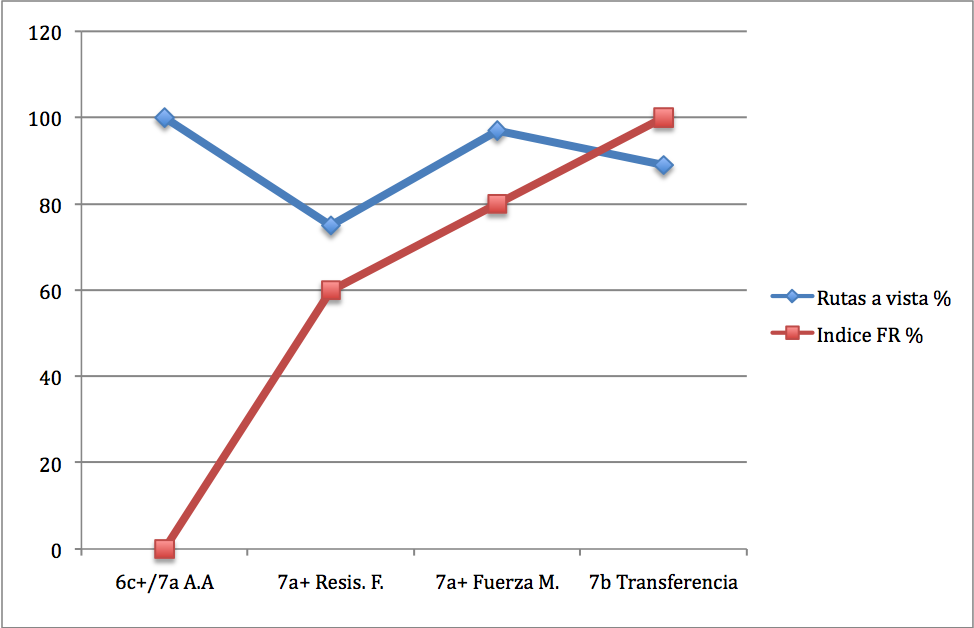 120
100
80
60
40
20
0
6c+/7a A.A
7a+ Resis. F.
7a+ Fuerza M.
7b Transferencia
Rutas a vista %
Indice FR %